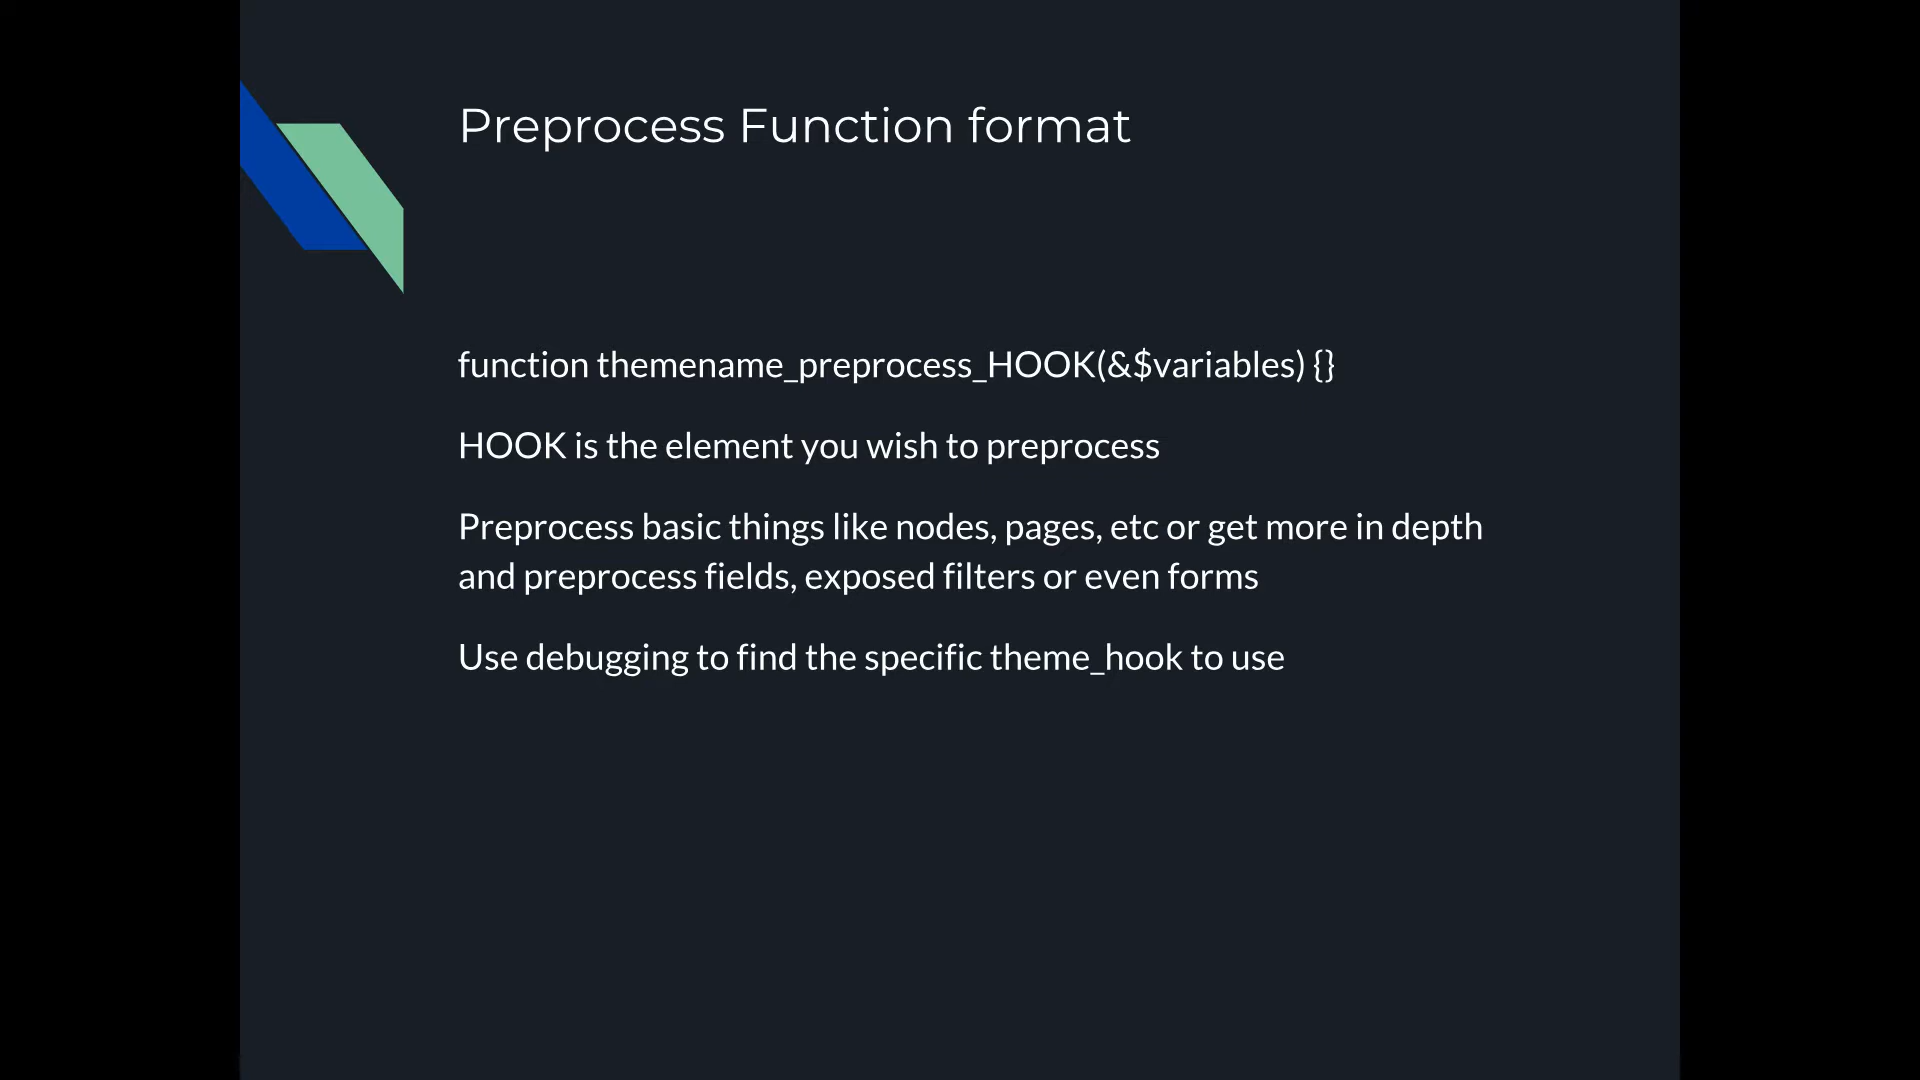 Preprocess Function format
function themename_preprocess_HOOK(&$variables) {}
HOOK is the element you wish to preprocess
Preprocess basic things like nodes, pages, etc or get more in depth
and preprocess fields, exposed filters or even forms
Use debugging to find the specific theme_hook to use